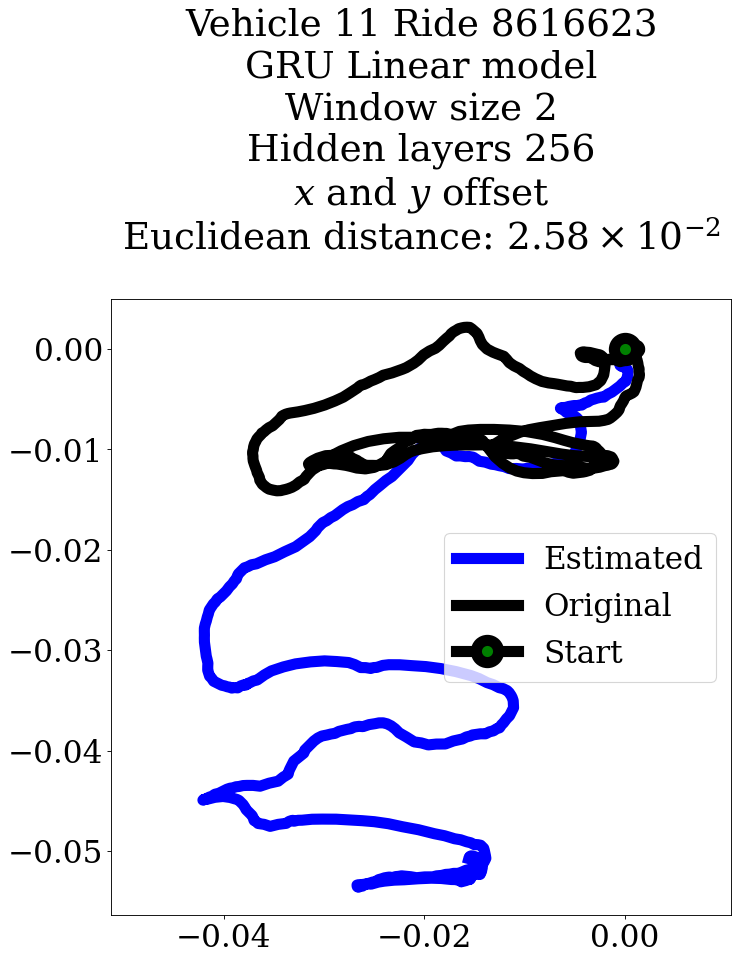 Vehicle 11 Ride 8616623
GRU Linear model
Window size 2
Hidden layers 256
x and y offset
Euclidean distance: 2.58 × 10⁻²
0.00
−0.01
−0.02
−0.03
−0.04
−0.05
Estimated
Original
Start
−0.04 −0.02 0.00